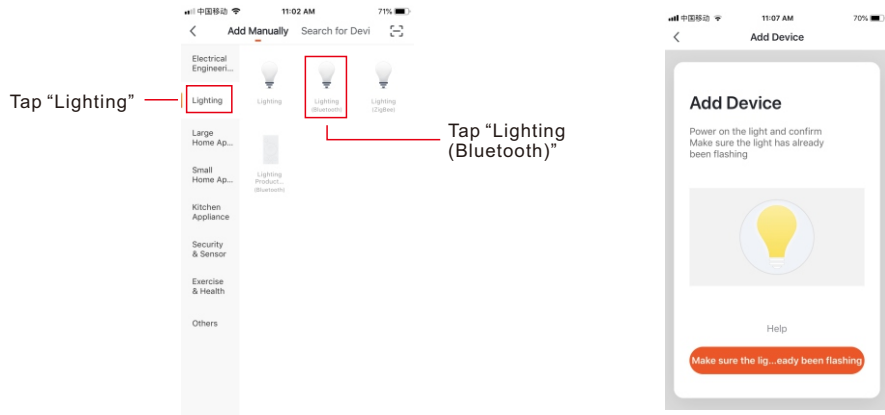 中国移动 11:02 AM 71%
Add Manually Search for Devi
Electrical
Engineeri...
Lighting
Large
Home Ap...
Small
Home Ap...
Kitchen
Appliance
Security
& Sensor
Exercise
& Health
Others
Lighting
Lighting
(Bluetooth)
Lighting
(ZigBee)
Lighting
Product...
(Bluetooth)
Tap “Lighting”
Tap “Lighting
(Bluetooth)”
中国移动 11:07 AM 70%
Add Device
Add Device
Power on the light and confirm
Make sure the light has already
been flashing
Help
Make sure the lig...eady been flashing